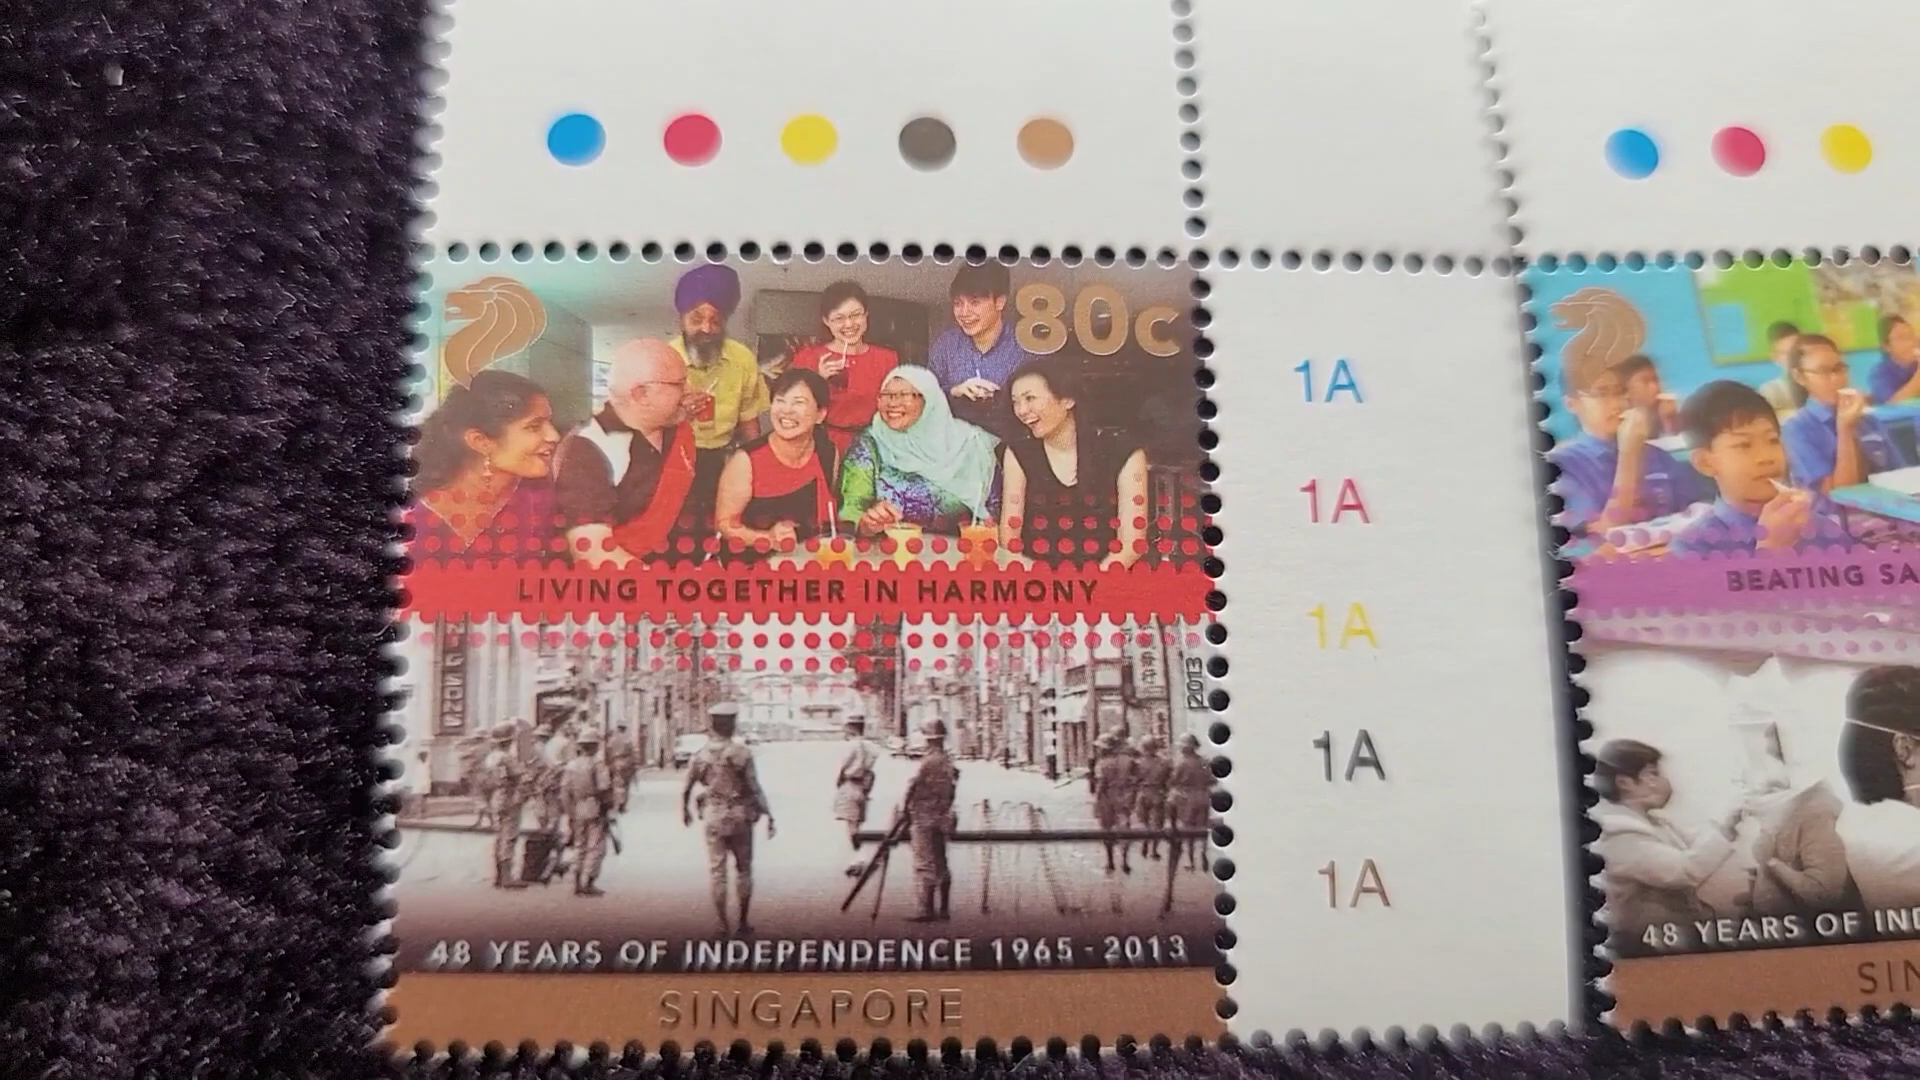 80c
LIVING TOGETHER IN HARMONY
2013
48 YEARS OF INDEPENDENCE 1965-2013
SINGAPORE
1A
1A
1A
1A
1A
BEATING SA
48 YEARS OF IND
SIN